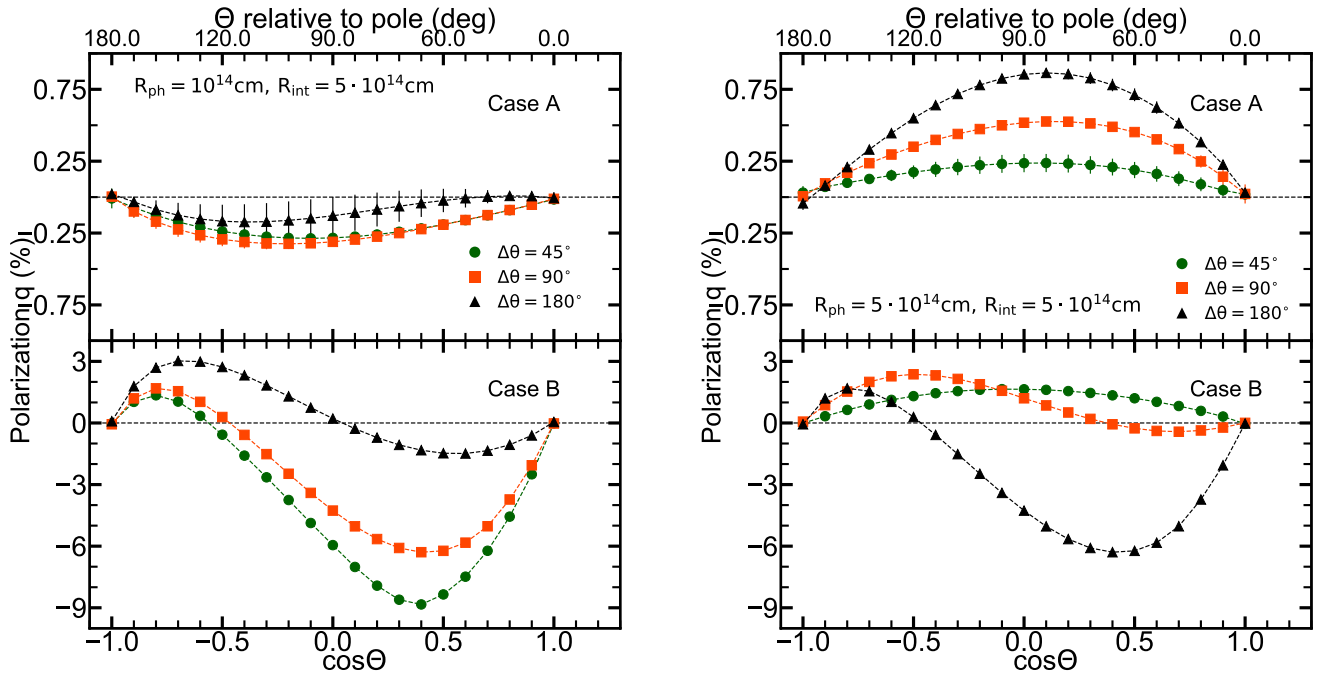 Θ relative to pole (deg)
180.0 120.0 90.0 60.0 0.0
R_ph = 10^14 cm, R_int = 5 · 10^14 cm
Case A
0.75
0.25
0.25
0.75
Δθ = 45°
Δθ = 90°
Δθ = 180°
Polarization q (%)
Case B
3
0
−3
−6
−9
−1.0 −0.5 0.0 0.5 1.0
cosΘ
Θ relative to pole (deg)
180.0 120.0 90.0 60.0 0.0
Case A
0.75
0.25
0.25
0.75
Δθ = 45°
Δθ = 90°
Δθ = 180°
R_ph = 5 · 10^14 cm, R_int = 5 · 10^14 cm
Polarization q (%)
Case B
3
0
−3
−6
−9
−1.0 −0.5 0.0 0.5 1.0
cosΘ